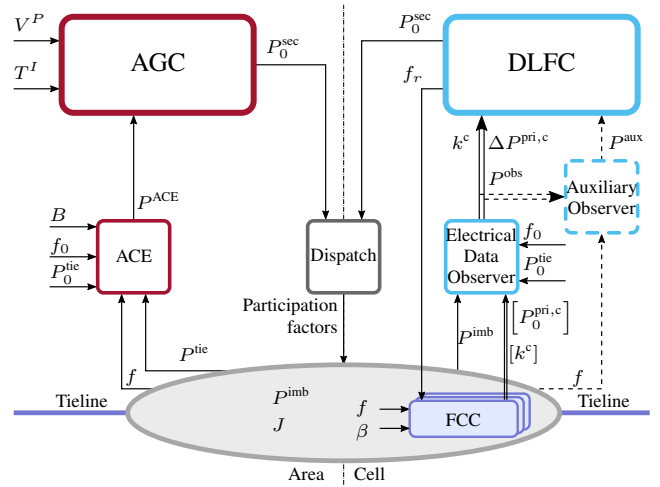 V^P
T^I
AGC
P_0^sec
P_0^sec
f_r
DLFC
k^c
ΔP^pri,c
P^aux
P^obs
Auxiliary
Observer
P^ACE
B
f_0
P_0^tie
ACE
Dispatch
Electrical
Data
Observer
f_0
P_0^tie
Participation
factors
P^imb
[P_0^pri,c]
[k^c]
P^tie
f
f
Tieline
Tieline
P^imb
J
f
β
FCC
Area
Cell